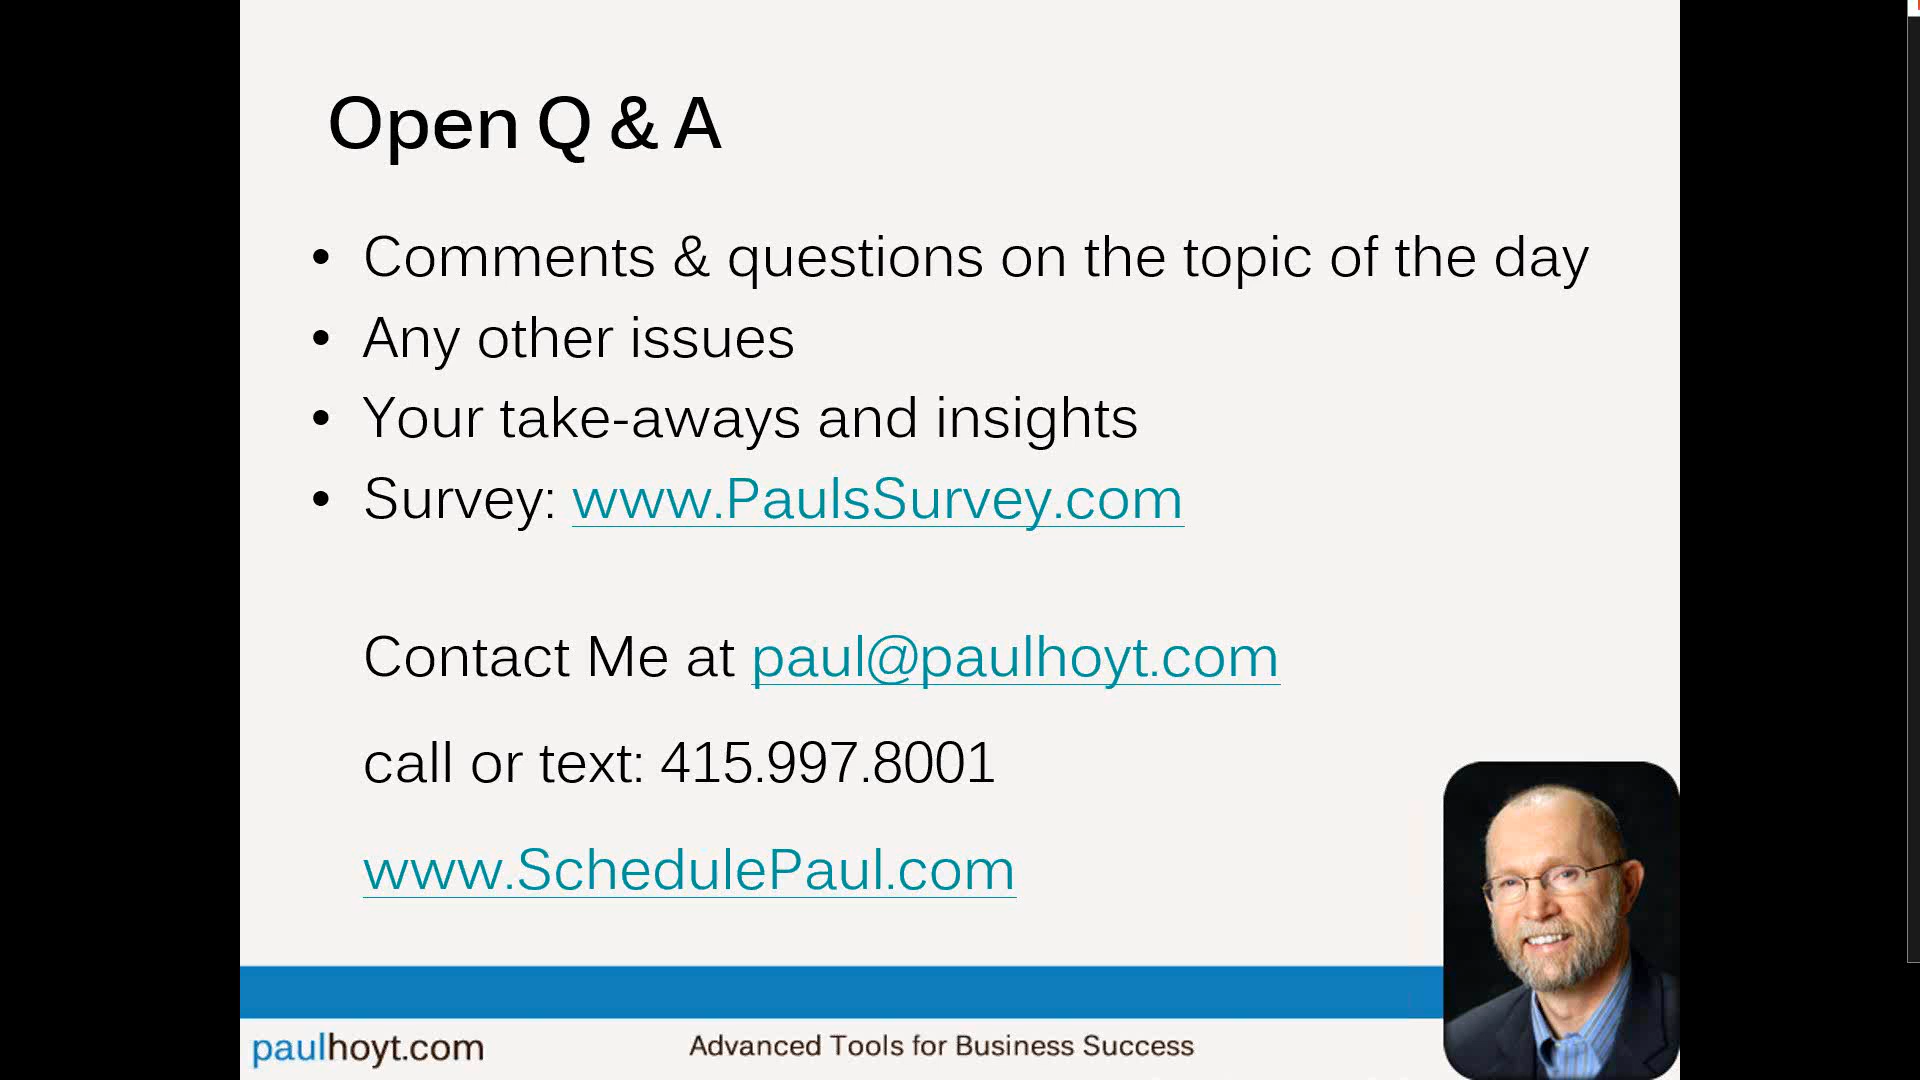 Open Q & A
• Comments & questions on the topic of the day
• Any other issues
• Your take-aways and insights
• Survey: www.PaulsSurvey.com
Contact Me at paul@paulhoyt.com
call or text: 415.997.8001
www.SchedulePaul.com
paulhoyt.com
Advanced Tools for Business Success